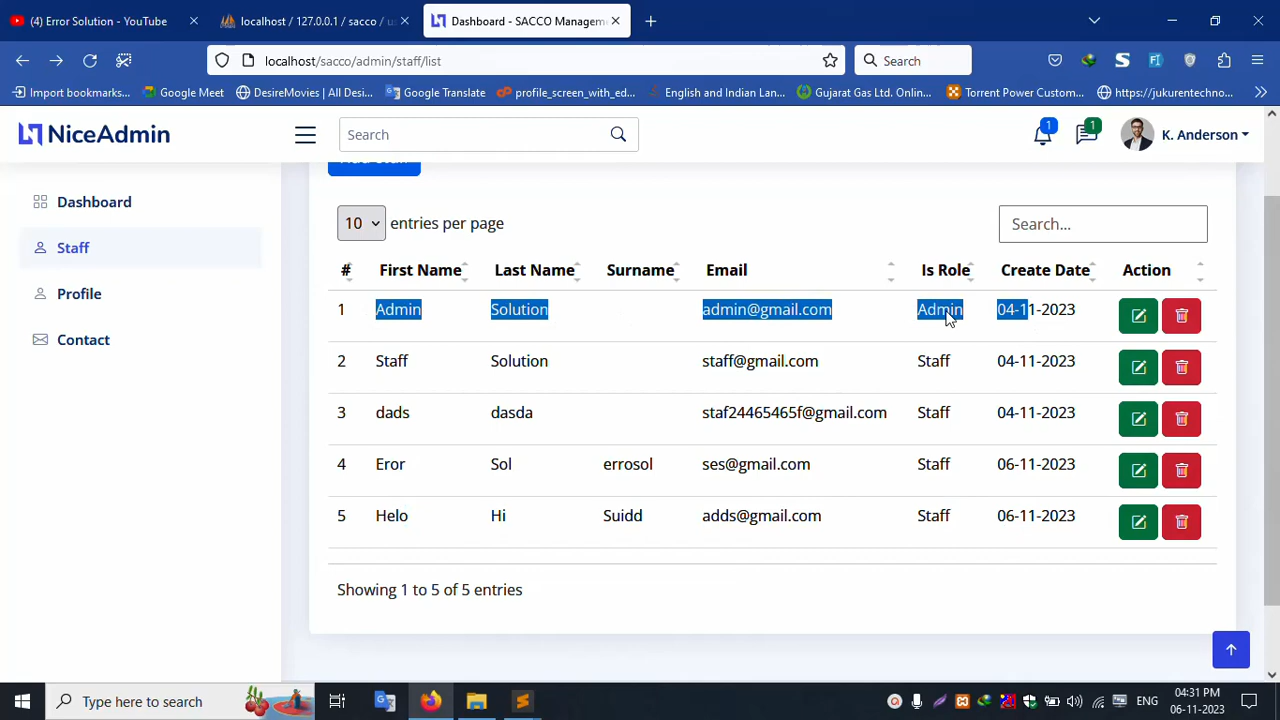 (4) Error Solution - YouTube
localhost / 127.0.0.1 / sacco / u
Dashboard - SACCO Managem
localhost/sacco/admin/staff/list
Search
Import bookmarks...
Google Meet
DesireMovies | All Desi...
Google Translate
profile_screen_with_ed...
English and Indian Lan...
Gujarat Gas Ltd. Onlin...
Torrent Power Custom...
https://jukurentechno...
NiceAdmin
Search
1
1
K. Anderson
Dashboard
Staff
Profile
Contact
10 entries per page
Search...
# First Name Last Name Surname Email Is Role Create Date Action
1 Admin Solution admin@gmail.com Admin 04-11-2023
2 Staff Solution staff@gmail.com Staff 04-11-2023
3 dads dasda staf24465465f@gmail.com Staff 04-11-2023
4 Eror Sol errosol ses@gmail.com Staff 06-11-2023
5 Helo Hi Suidd adds@gmail.com Staff 06-11-2023
Showing 1 to 5 of 5 entries
Type here to search
ENG
04:31 PM
06-11-2023